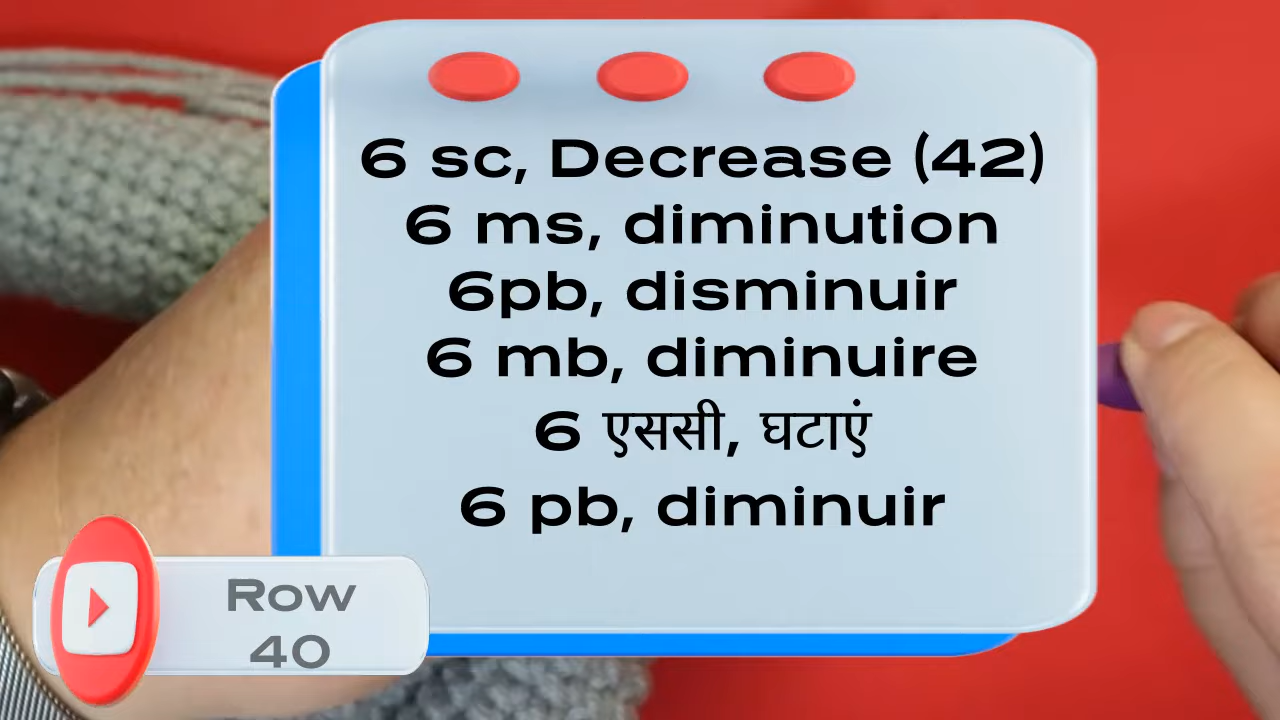 6 sc, Decrease (42)
6 ms, diminution
6pb, disminuir
6 mb, diminuire
6 एससी, घटाएं
6 pb, diminuir
Row
40